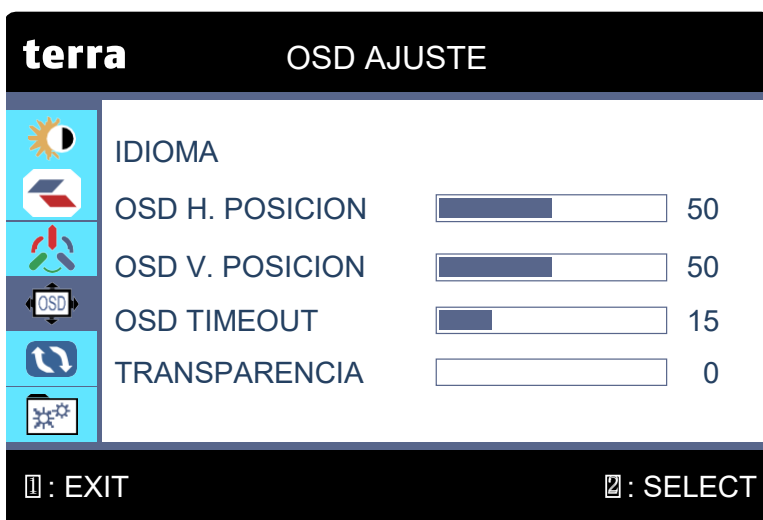 terra OSD AJUSTE
IDIOMA
OSD H. POSICION 50
OSD V. POSICION 50
OSD
OSD TIMEOUT 15
TRANSPARENCIA 0
1 : EXIT 2 : SELECT